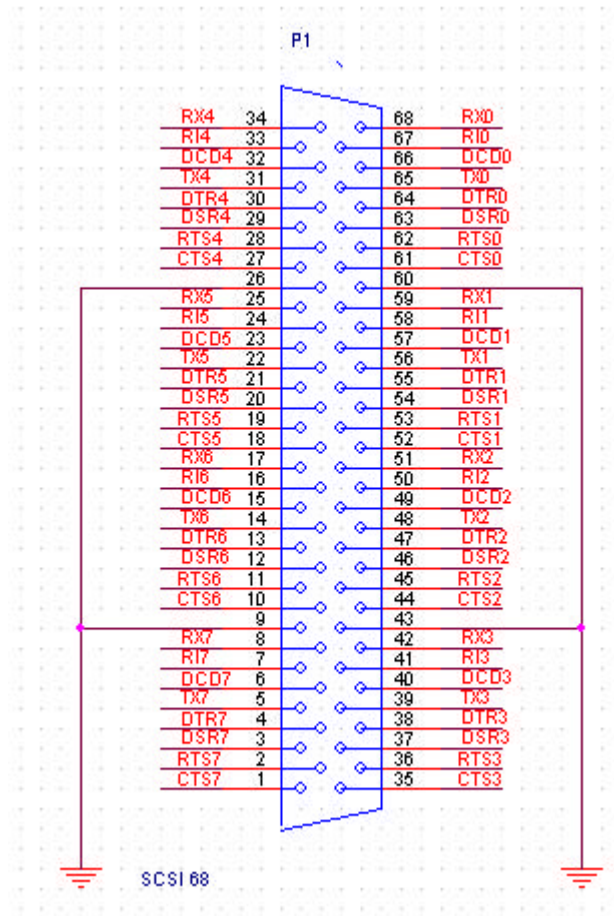 P1
RX4 34 68 RX0
RI4 33 67 RI0
DCD4 32 66 DCD0
TX4 31 65 TX0
DTR4 30 64 DTR0
DSR4 29 63 DSR0
RTS4 28 62 RTS0
CTS4 27 61 CTS0
26 60
RX5 25 59 RX1
RI5 24 58 RI1
DCD5 23 57 DCD1
TX5 22 56 TX1
DTR5 21 55 DTR1
DSR5 20 54 DSR1
RTS5 19 53 RTS1
CTS5 18 52 CTS1
RX6 17 51 RX2
RI6 16 50 RI2
DCD6 15 49 DCD2
TX6 14 48 TX2
DTR6 13 47 DTR2
DSR6 12 46 DSR2
RTS6 11 45 RTS2
CTS6 10 44 CTS2
9 43
RX7 8 42 RX3
RI7 7 41 RI3
DCD7 6 40 DCD3
TX7 5 39 TX3
DTR7 4 38 DTR3
DSR7 3 37 DSR3
RTS7 2 36 RTS3
CTS7 1 35 CTS3
SCSI 68